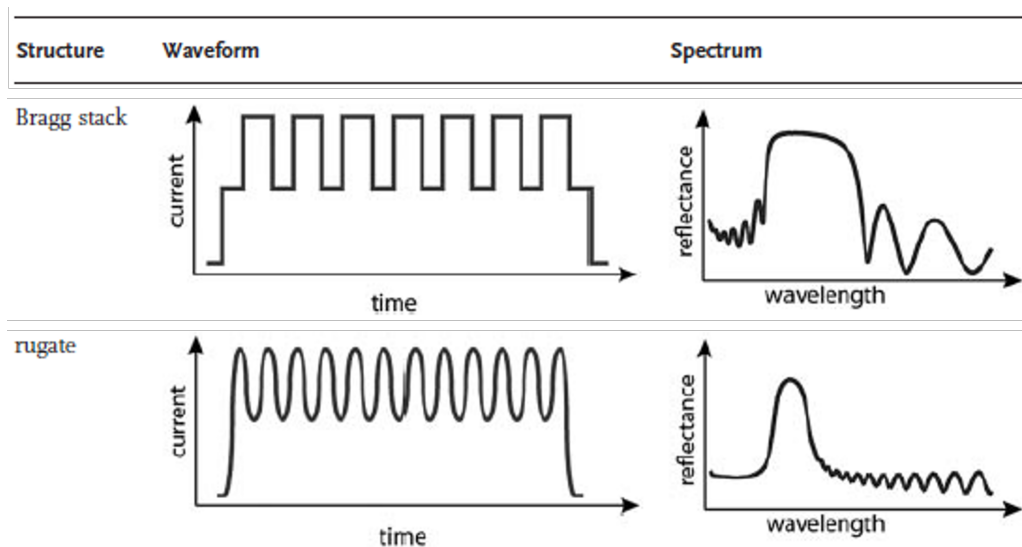 Structure Waveform Spectrum
Bragg stack
current
time
reflectance
wavelength
rugate
current
time
reflectance
wavelength